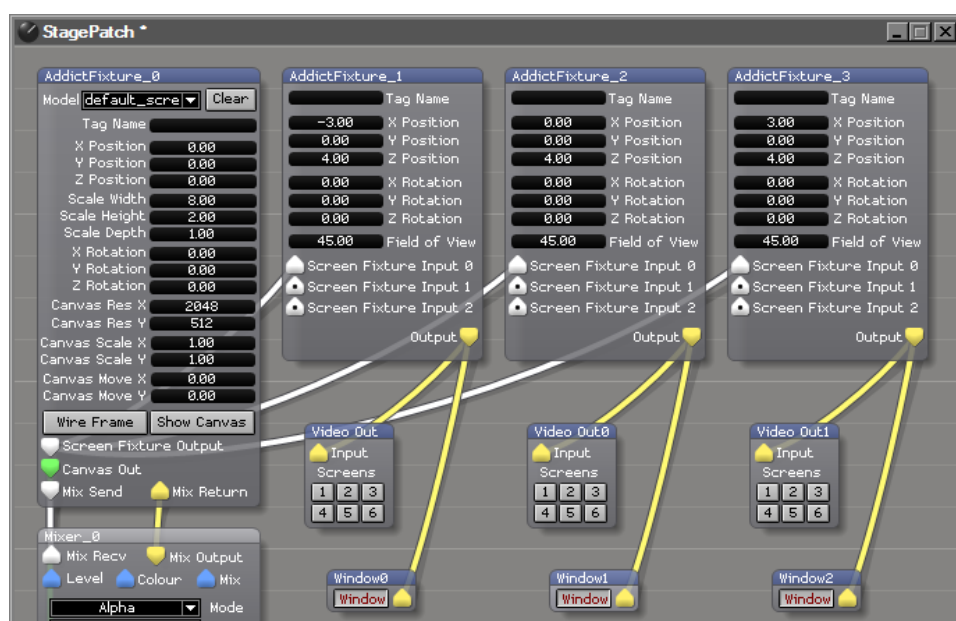 StagePatch *
AddictFixture_0
Model default_scre Clear
Tag Name
X Position 0.00
Y Position 0.00
Z Position 0.00
Scale Width 8.00
Scale Height 2.00
Scale Depth 1.00
X Rotation 0.00
Y Rotation 0.00
Z Rotation 0.00
Canvas Res X 2048
Canvas Res Y 512
Canvas Scale X 1.00
Canvas Scale Y 1.00
Canvas Move X 0.00
Canvas Move Y 0.00
Wire Frame Show Canvas
Screen Fixture Output
Canvas Out
Mix Send Mix Return
Mixer_0
Mix Recv Mix Output
Level Colour Mix
Alpha Mode
AddictFixture_1
Tag Name
-3.00 X Position
0.00 Y Position
4.00 Z Position
0.00 X Rotation
0.00 Y Rotation
0.00 Z Rotation
45.00 Field of View
Screen Fixture Input 0
Screen Fixture Input 1
Screen Fixture Input 2
Output
Video Out
Input
Screens
1 2 3
4 5 6
Window0
Window
AddictFixture_2
Tag Name
0.00 X Position
0.00 Y Position
4.00 Z Position
0.00 X Rotation
0.00 Y Rotation
0.00 Z Rotation
45.00 Field of View
Screen Fixture Input 0
Screen Fixture Input 1
Screen Fixture Input 2
Output
Video Out0
Input
Screens
1 2 3
4 5 6
Window1
Window
AddictFixture_3
Tag Name
3.00 X Position
0.00 Y Position
4.00 Z Position
0.00 X Rotation
0.00 Y Rotation
0.00 Z Rotation
45.00 Field of View
Screen Fixture Input 0
Screen Fixture Input 1
Screen Fixture Input 2
Output
Video Out1
Input
Screens
1 2 3
4 5 6
Window2
Window